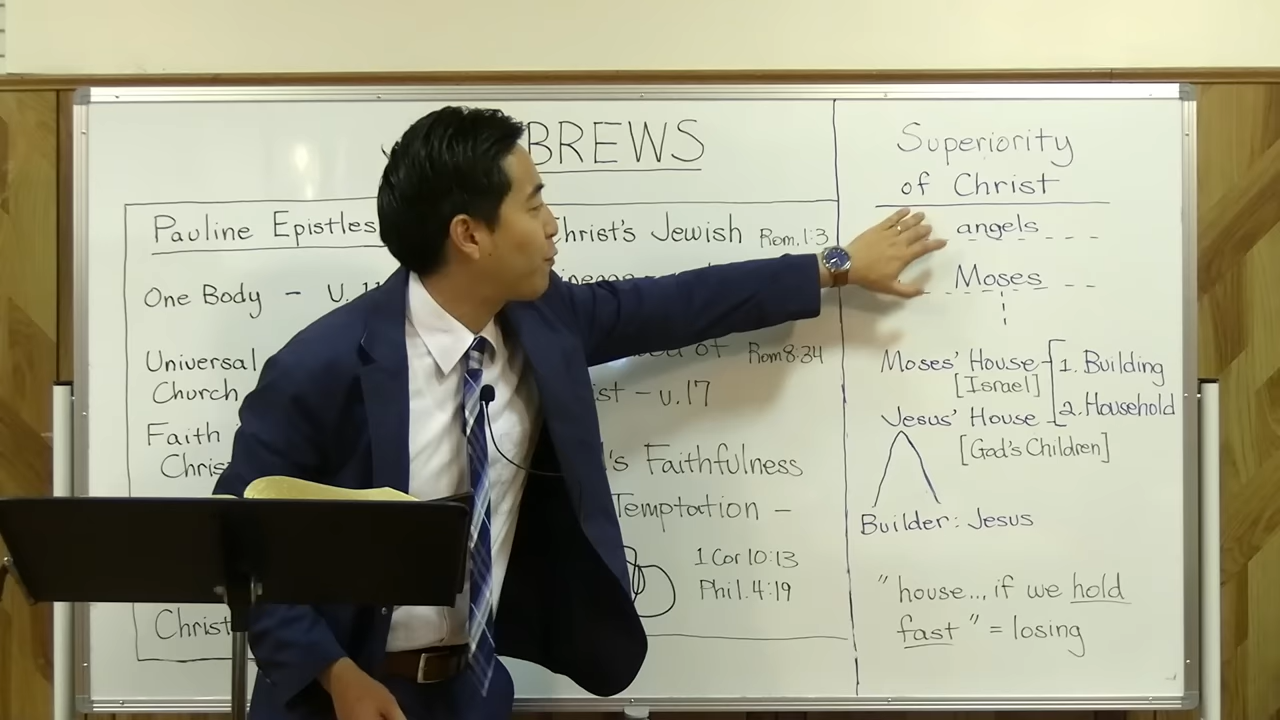 BREWS
Pauline Epistles
One Body –
Universal
Church
Faith
Christ's Jewish Rom. 1:3
of Rom 8:34
– v.17
's Faithfulness
Temptation –
1 Cor 10:13
Phil. 4:19
Christ
Superiority
of Christ
angels
Moses
Moses' House
[Israel]
Jesus' House
[God's Children]
1. Building
2. Household
Builder: Jesus
"house... if we hold
fast" = losing